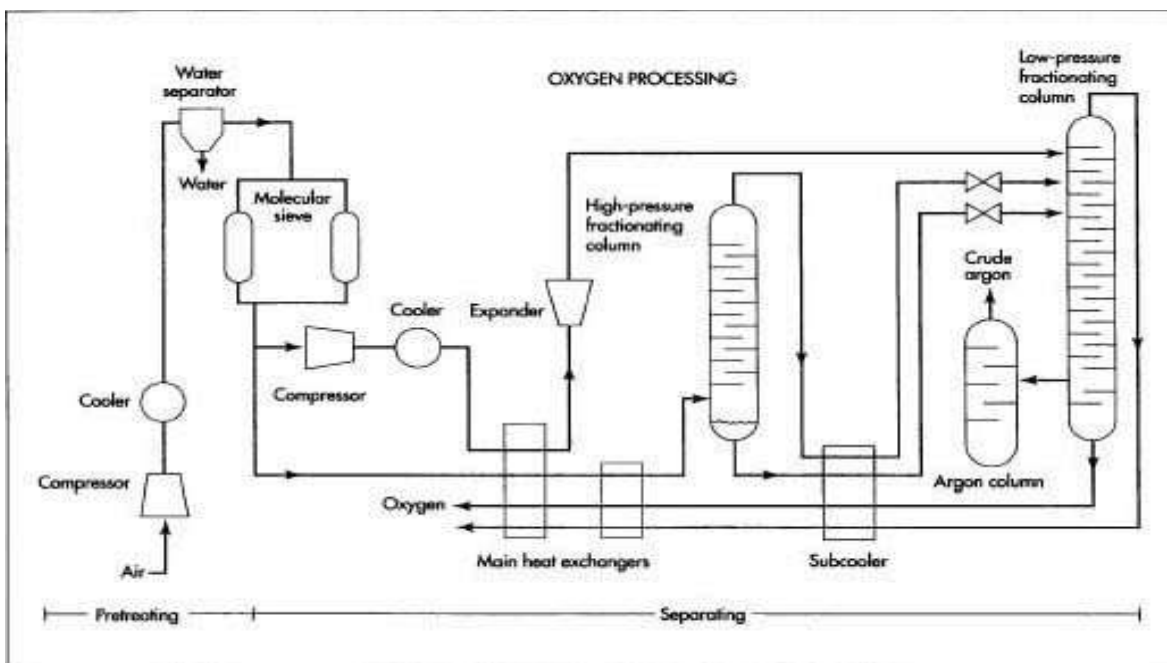 OXYGEN PROCESSING
Low-pressure
fractionating
column
Water
separator
Water
Molecular
sieve
High-pressure
fractionating
column
Crude
argon
Expander
Cooler
Compressor
Cooler
Compressor
Argon column
Oxygen
Main heat exchangers
Subcooler
Air
Pretreating
Separating